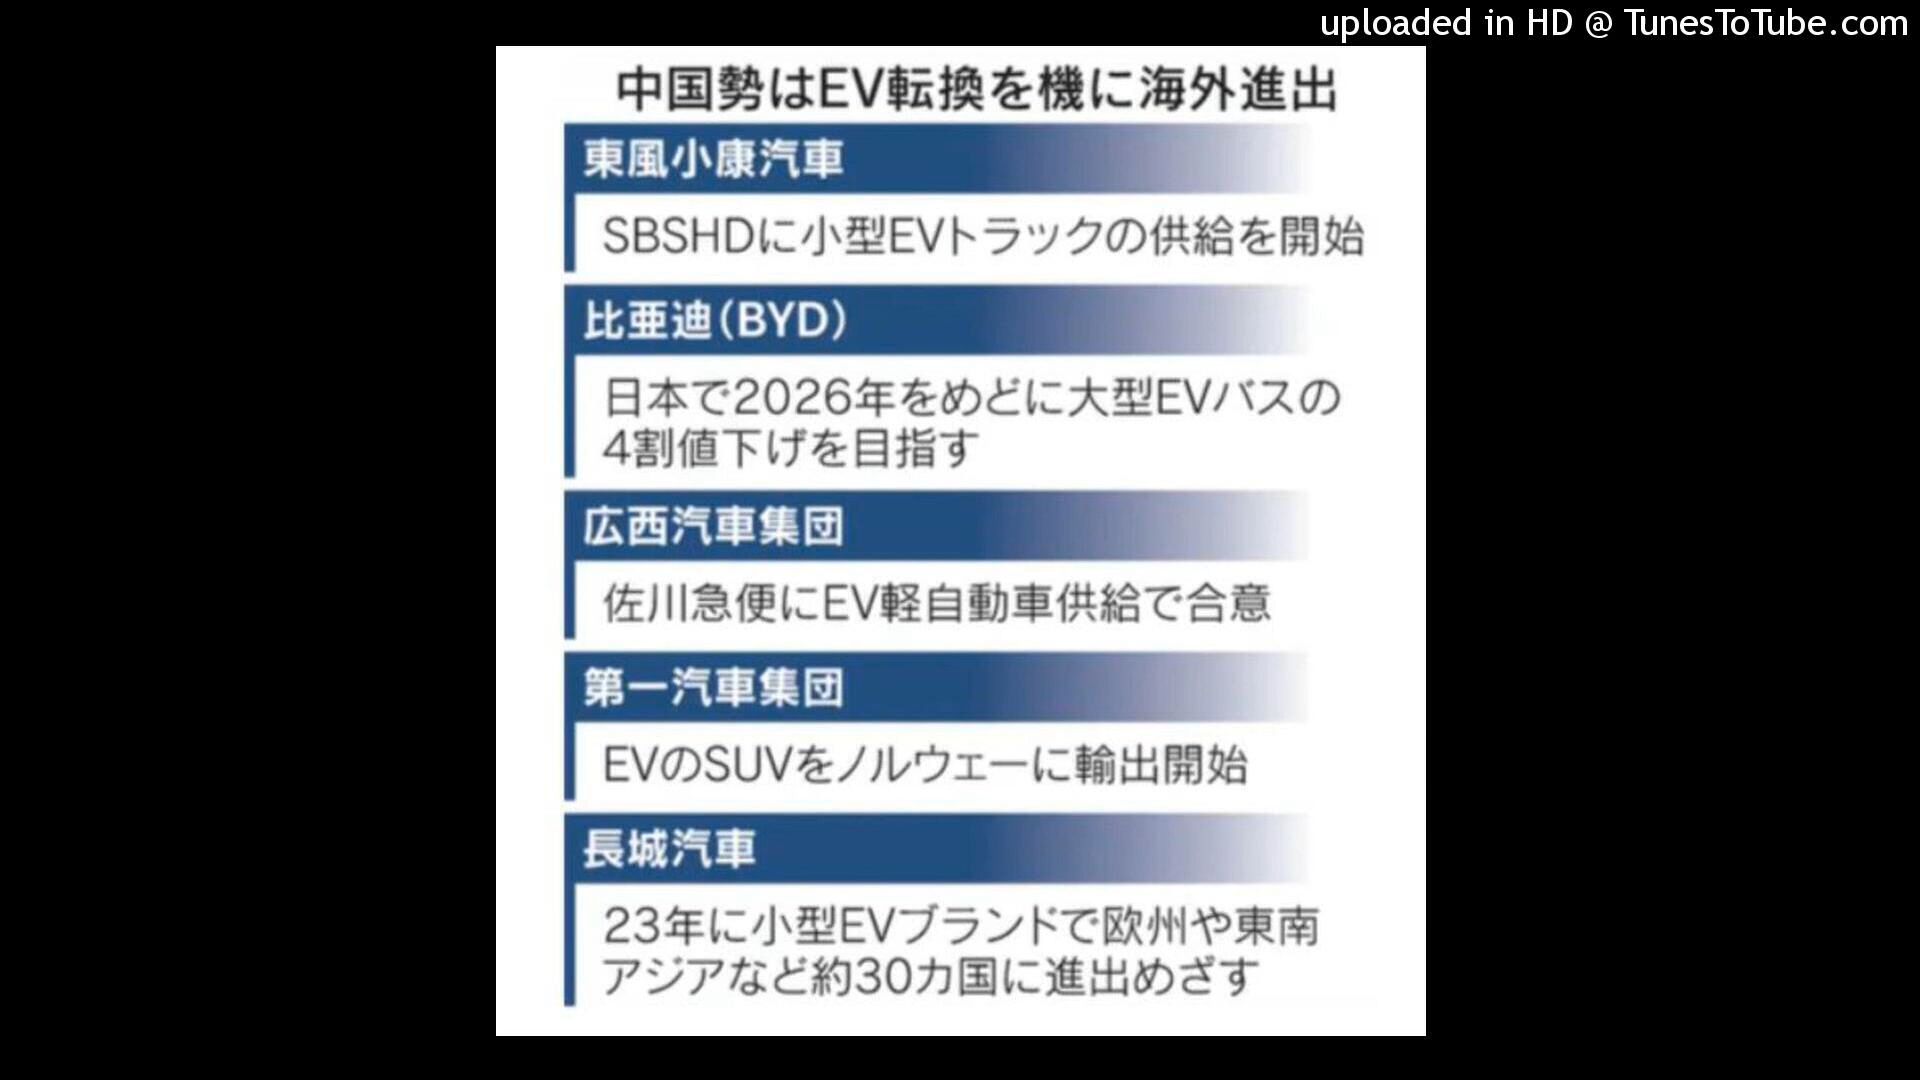 uploaded in HD @ TunesToTube.com
中国勢はEV転換を機に海外進出
東風小康汽車
SBSHDに小型EVトラックの供給を開始
比亜迪(BYD)
日本で2026年をめどに大型EVバスの
4割値下げを目指す
広西汽車集団
佐川急便にEV軽自動車供給で合意
第一汽車集団
EVのSUVをノルウェーに輸出開始
長城汽車
23年に小型EVブランドで欧州や東南
アジアなど約30カ国に進出めざす